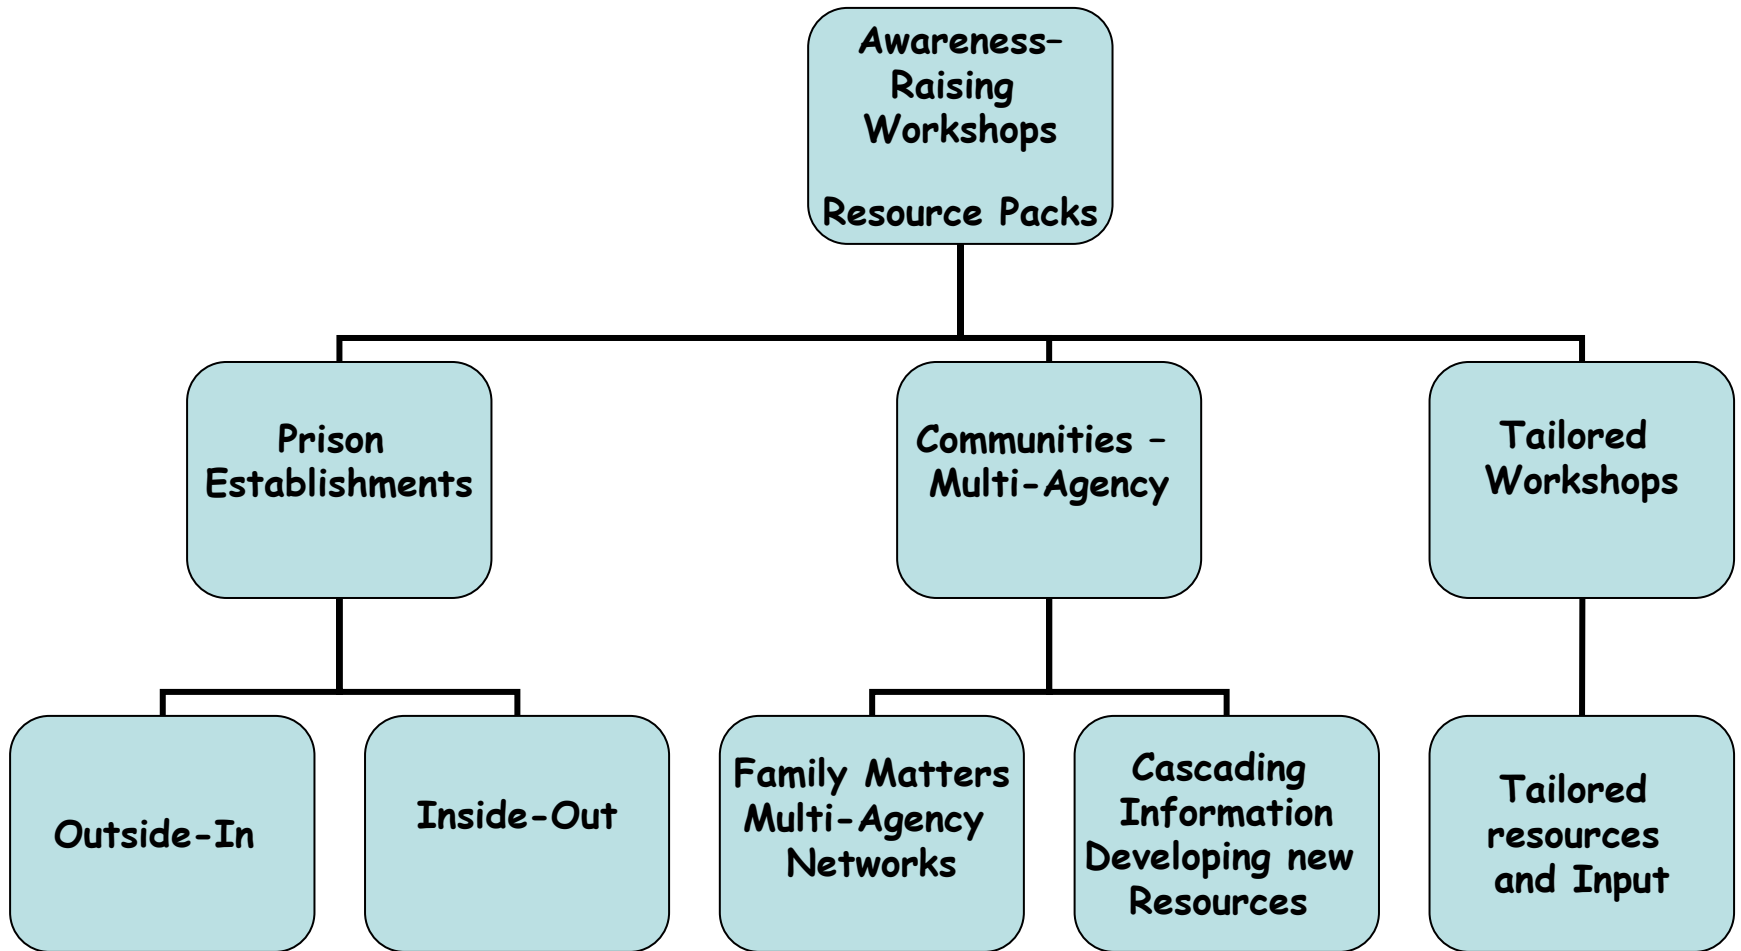 Awareness–
Raising
Workshops
Resource Packs
Prison
Establishments
Communities –
Multi-Agency
Tailored
Workshops
Outside-In
Inside-Out
Family Matters
Multi-Agency
Networks
Cascading
Information
Developing new
Resources
Tailored
resources
and Input